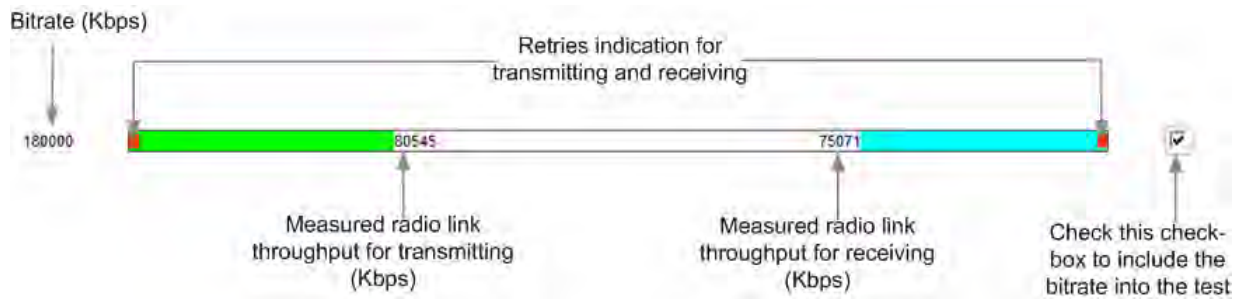 Bitrate (Kbps)
Retries indication for
transmitting and receiving
180000
80545
75071
Measured radio link
throughput for transmitting
(Kbps)
Measured radio link
throughput for receiving
(Kbps)
Check this check-
box to include the
bitrate into the test